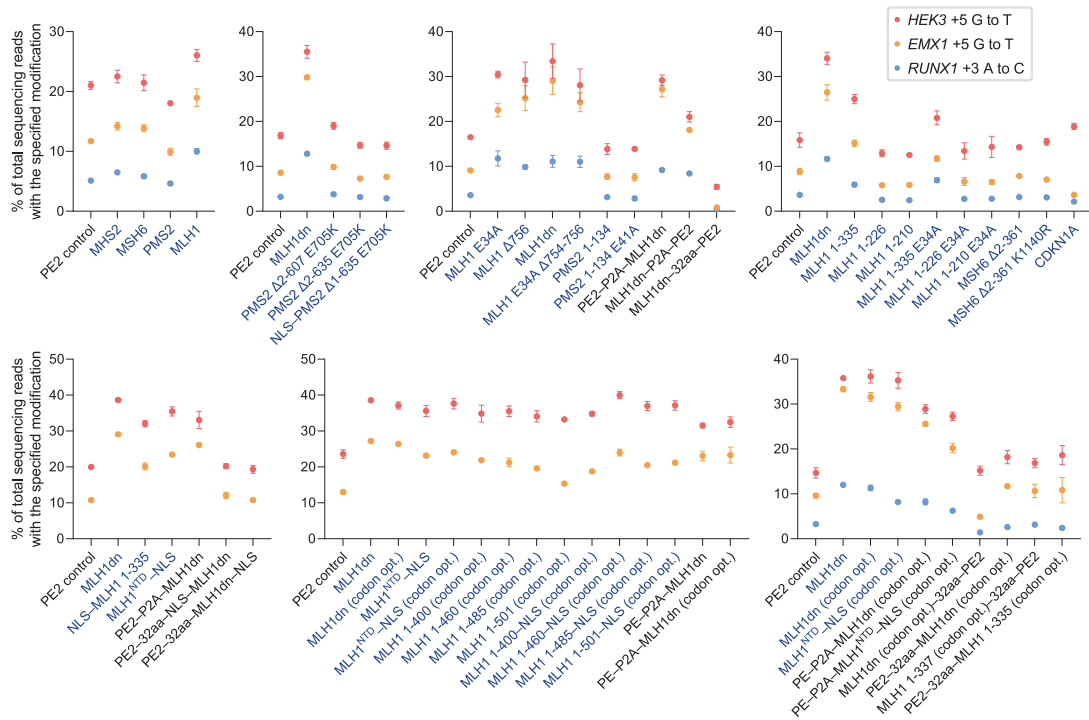 HEK3 +5 G to T
EMX1 +5 G to T
RUNX1 +3 A to C
% of total sequencing reads
with the specified modification
30
20
10
0
PE2 control
MHS2
MSH6
PMS2
MLH1
40
30
20
10
0
PE2 control
MLH1dn
PMS2 Δ2-607 E705K
PMS2 Δ2-635 E705K
NLS–PMS2 Δ1-635 E705K
40
30
20
10
0
PE2 control
MLH1 E34A
MLH1 Δ756
MLH1dn
MLH1 E34A Δ754-756
PMS2 1-134
PMS2 1-134 E41A
PE2–P2A–MLH1dn
MLH1dn–P2A–PE2
MLH1dn–32aa–PE2
40
30
20
10
0
PE2 control
MLH1dn
MLH1 1-335
MLH1 1-226
MLH1 1-210
MLH1 1-335 E34A
MLH1 1-226 E34A
MLH1 1-210 E34A
MSH6 Δ2-361
MSH6 Δ2-361 K1140R
CDKN1A
% of total sequencing reads
with the specified modification
50
40
30
20
10
0
PE2 control
MLH1dn
NLS–MLH1 1-335
MLH1NTD–NLS
PE2–P2A–MLH1dn
PE2–32aa–NLS–MLH1dn
PE2–32aa–MLH1dn–NLS
50
40
30
20
10
0
PE2 control
MLH1dn
MLH1dn (codon opt.)
MLH1NTD–NLS
MLH1NTD–NLS (codon opt.)
MLH1 1-400 (codon opt.)
MLH1 1-460 (codon opt.)
MLH1 1-485 (codon opt.)
MLH1 1-501 (codon opt.)
MLH1 1-400–NLS (codon opt.)
MLH1 1-460–NLS (codon opt.)
MLH1 1-485–NLS (codon opt.)
MLH1 1-501–NLS (codon opt.)
PE–P2A–MLH1dn
PE–P2A–MLH1dn (codon opt.)
40
30
20
10
0
PE2 control
MLH1dn
MLH1dn (codon opt.)
MLH1NTD–NLS (codon opt.)
PE–P2A–MLH1dn (codon opt.)
PE–P2A–MLH1NTD–NLS (codon opt.)
MLH1dn (codon opt.)–32aa–PE2
PE2–32aa–MLH1dn (codon opt.)
MLH1 1-337 (codon opt.)–32aa–PE2
PE2–32aa–MLH1 1-335 (codon opt.)